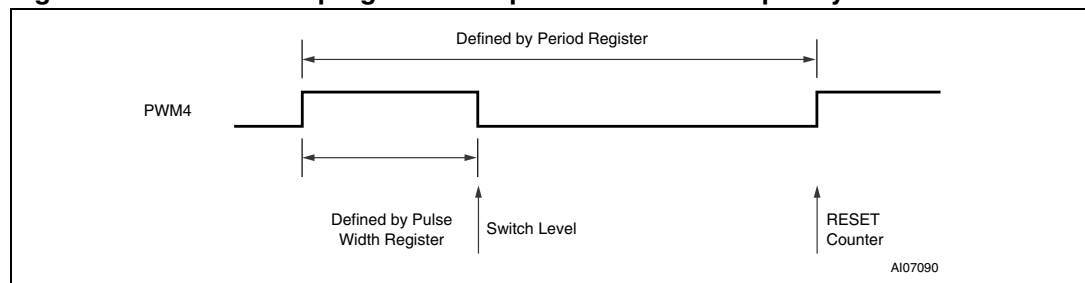 Defined by Period Register
PWM4
Defined by Pulse
Width Register
Switch Level
RESET
Counter
AI07090